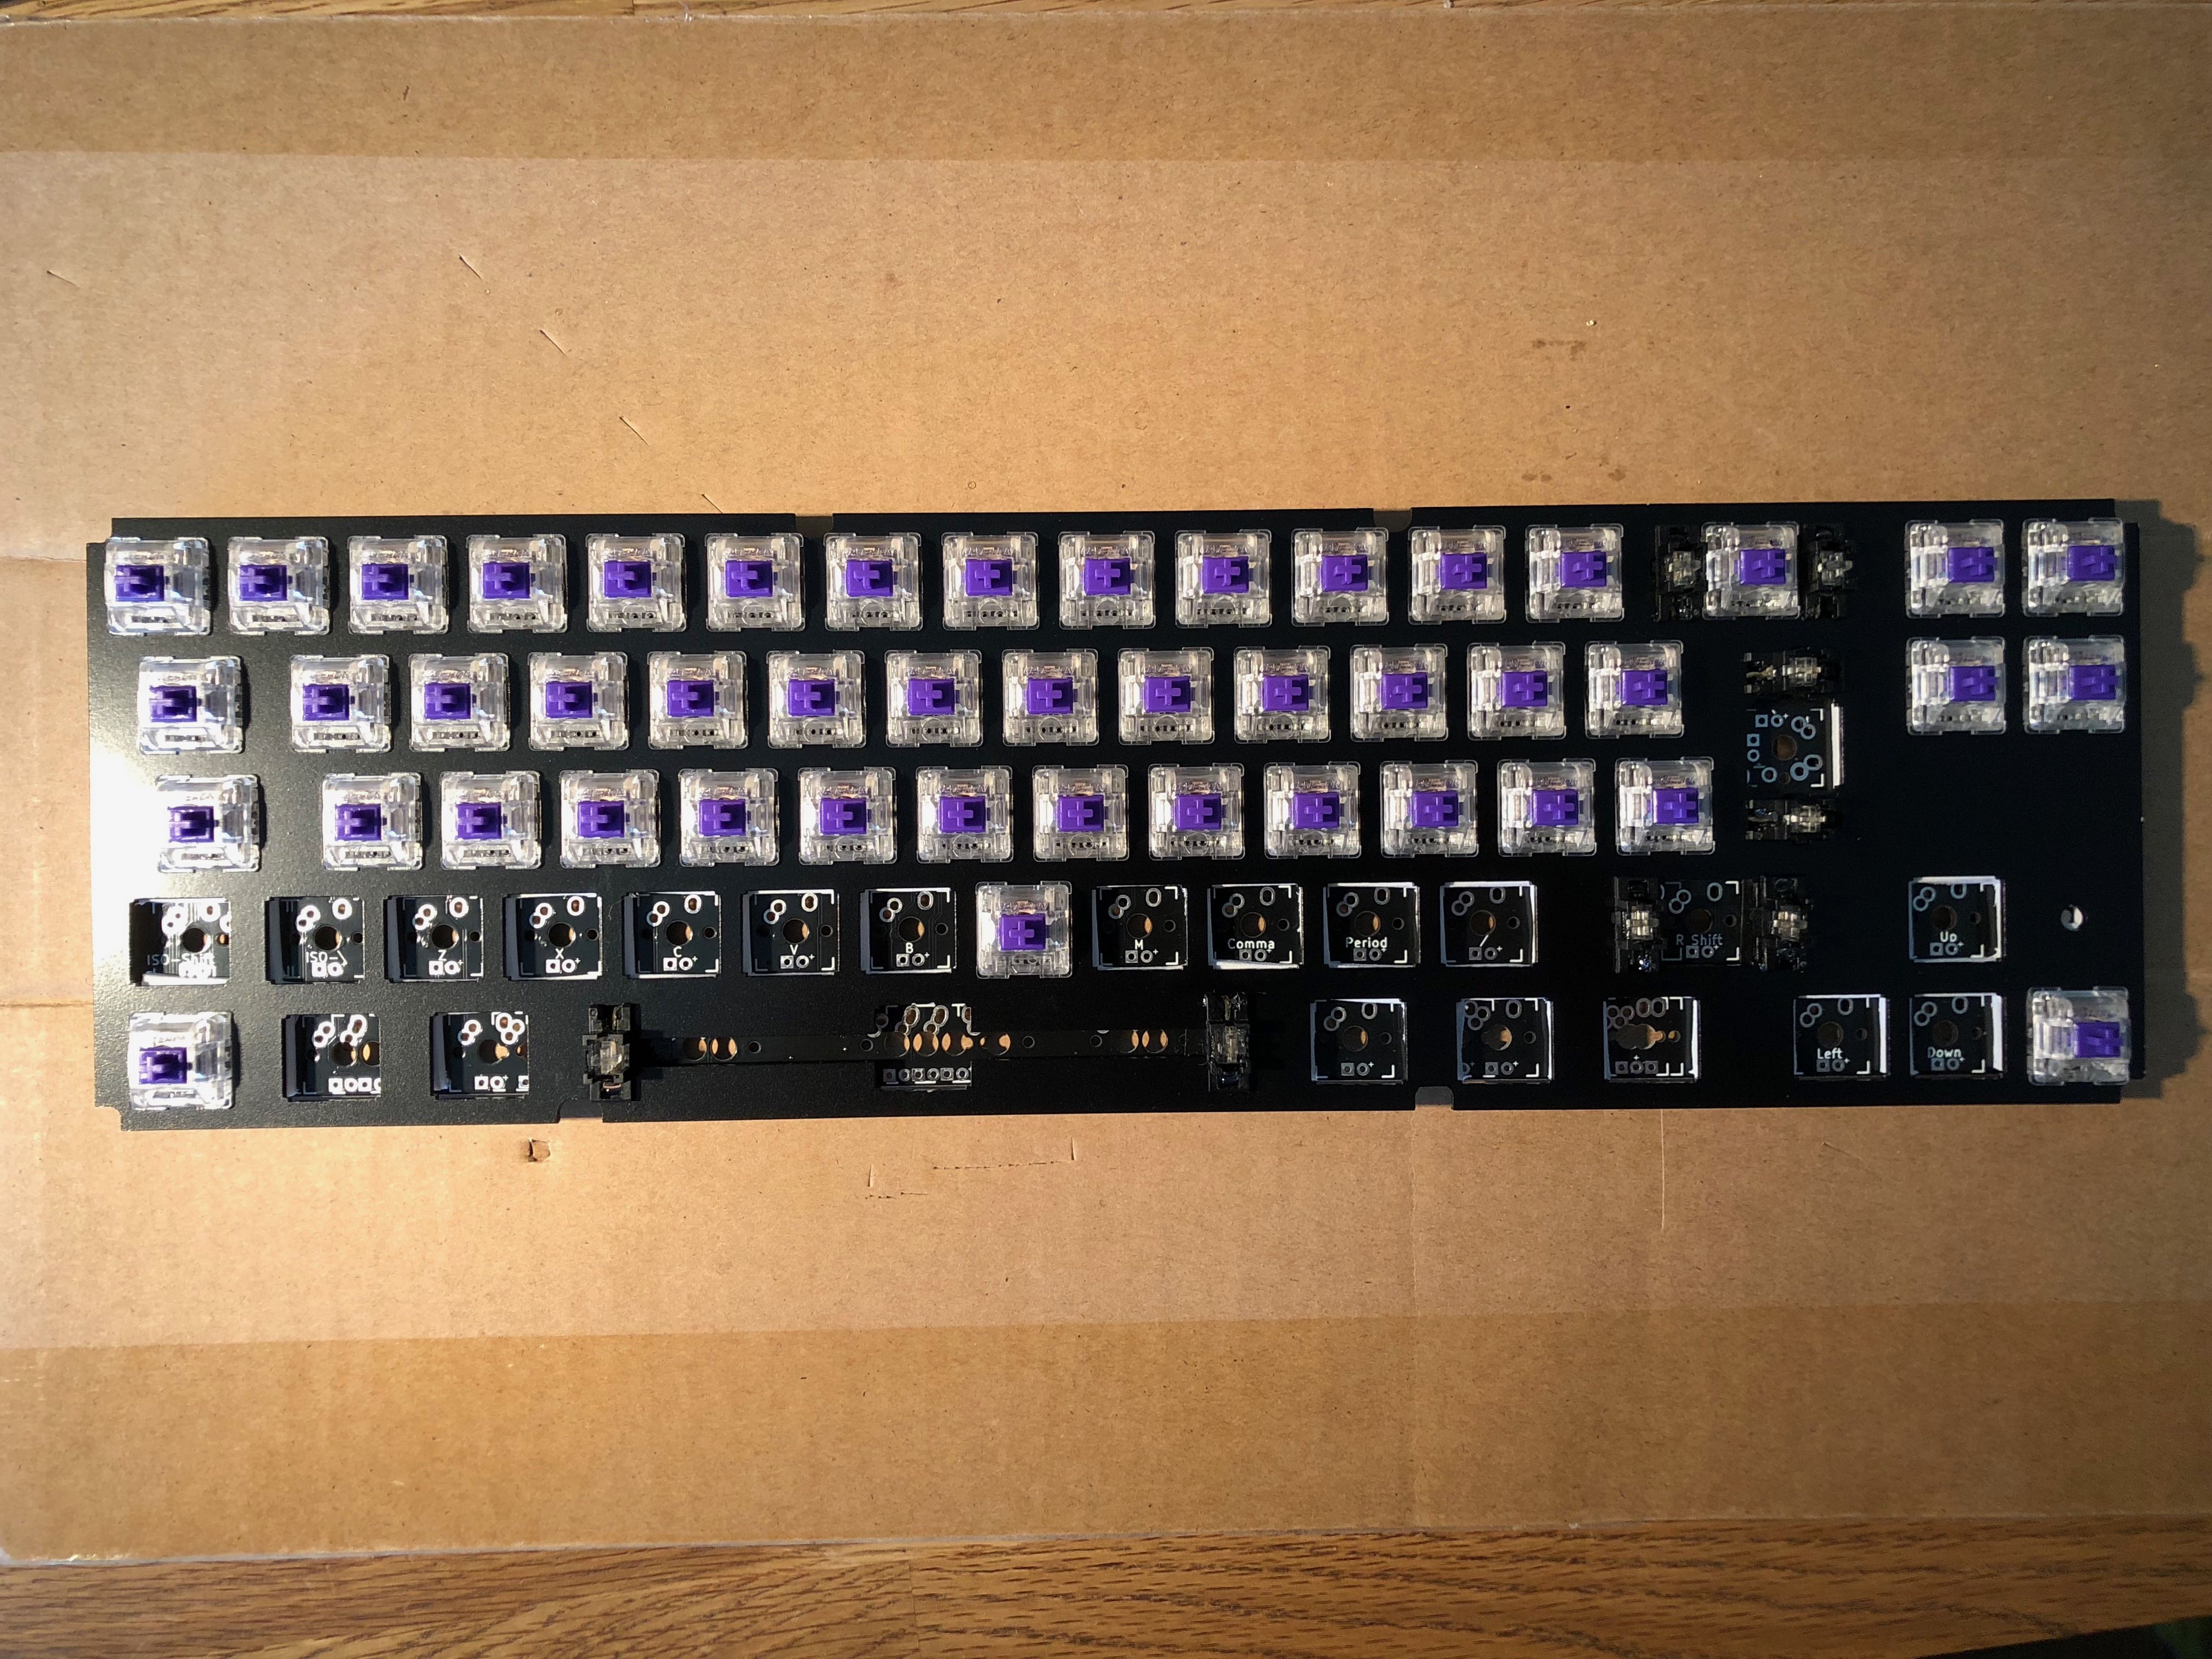 ISO-Shift
ISO-\
Z
X
C
V
B
M
Comma
Period
/
R Shift
Up
Left
Down